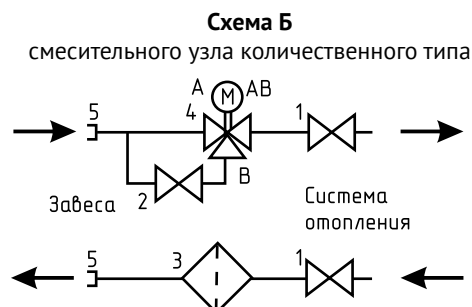 Схема Б
смесительного узла количественного типа
A
M
AB
5
4
1
2
B
Завеса
Система
отопления
5
3
1